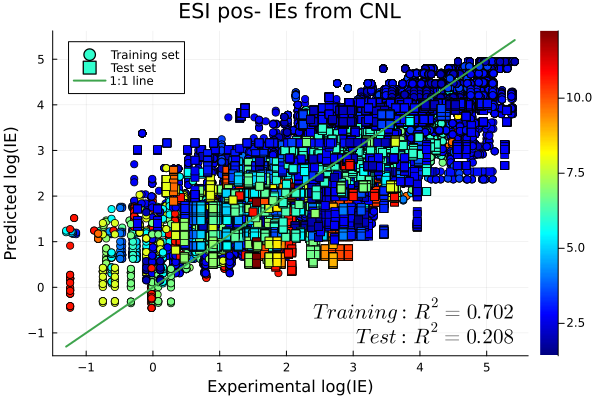 ESI pos- IEs from CNL
Training set
Test set
1:1 line
Predicted log(IE)
5
4
3
2
1
0
−1
−1
0
1
2
3
4
5
Experimental log(IE)
Training: R² = 0.702
Test: R² = 0.208
10.0
7.5
5.0
2.5